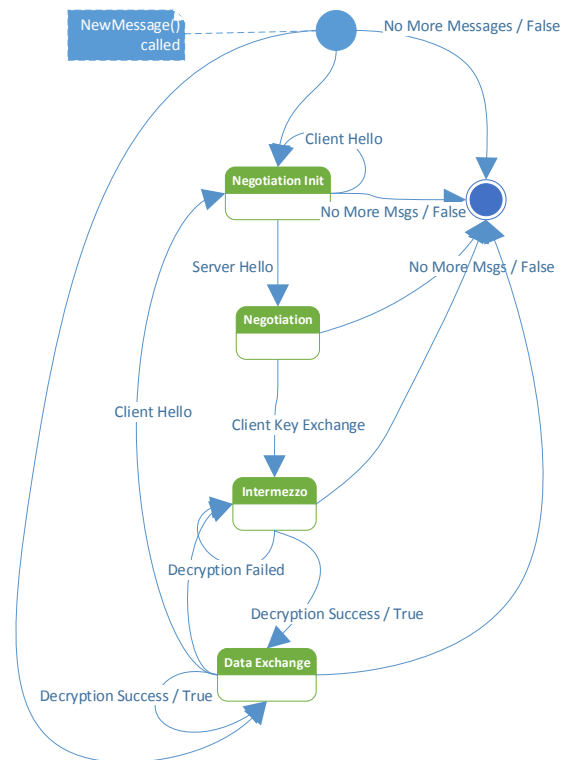 NewMessage()
called
No More Messages / False
Client Hello
Negotiation Init
No More Msgs / False
Server Hello
No More Msgs / False
Negotiation
Client Hello
Client Key Exchange
Intermezzo
Decryption Failed
Decryption Success / True
Data Exchange
Decryption Success / True